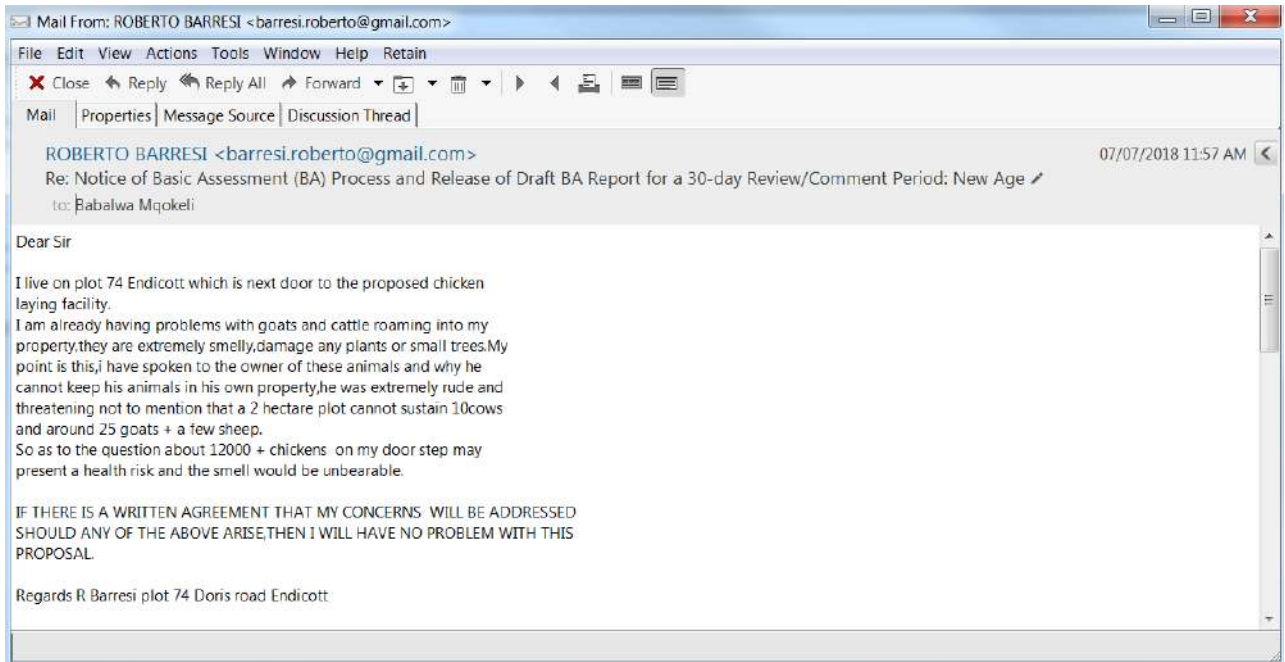 Mail From: ROBERTO BARRESI <barresi.roberto@gmail.com>
File Edit View Actions Tools Window Help Retain
Close Reply Reply All Forward
Mail Properties Message Source Discussion Thread
ROBERTO BARRESI <barresi.roberto@gmail.com> 07/07/2018 11:57 AM
Re: Notice of Basic Assessment (BA) Process and Release of Draft BA Report for a 30-day Review/Comment Period: New Age
to: Babalwa Mqokeli
Dear Sir
I live on plot 74 Endicott which is next door to the proposed chicken
laying facility.
I am already having problems with goats and cattle roaming into my
property,they are extremely smelly,damage any plants or small trees.My
point is this,i have spoken to the owner of these animals and why he
cannot keep his animals in his own property,he was extremely rude and
threatening not to mention that a 2 hectare plot cannot sustain 10cows
and around 25 goats + a few sheep.
So as to the question about 12000 + chickens on my door step may
present a health risk and the smell would be unbearable.
IF THERE IS A WRITTEN AGREEMENT THAT MY CONCERNS WILL BE ADDRESSED
SHOULD ANY OF THE ABOVE ARISE,THEN I WILL HAVE NO PROBLEM WITH THIS
PROPOSAL.
Regards R Barresi plot 74 Doris road Endicott